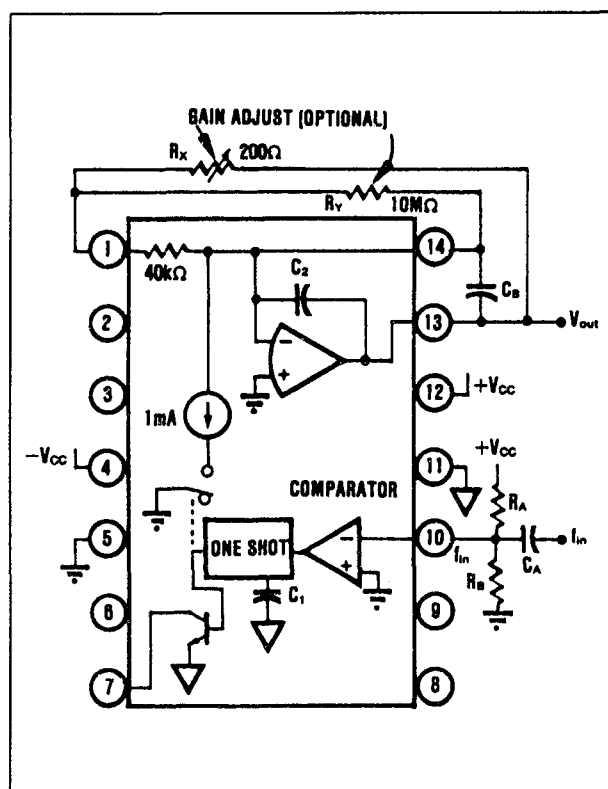 GAIN ADJUST (OPTIONAL)
RX 200Ω
RY 10MΩ
1 40kΩ 14
C2 CB
2 13 Vout
3 12 +VCC
1mA
-VCC 4 11 +VCC
COMPARATOR RA
5 ONE SHOT 10 fin CA fin
RB
6 C1 9
7 8